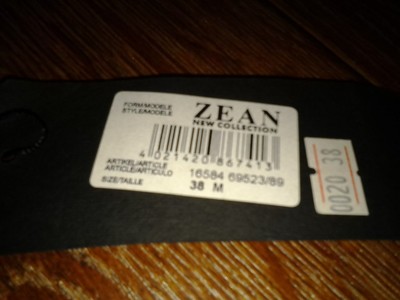 ZEAN
FORM/MODELE
STYLE/MODELE
NEW COLLECTION
4 021420 867413
ARTIKEL/ARTICLE
ARTICLE/ARTICULO
16584 69523/89
SIZE/TAILLE
38 M
0020 38